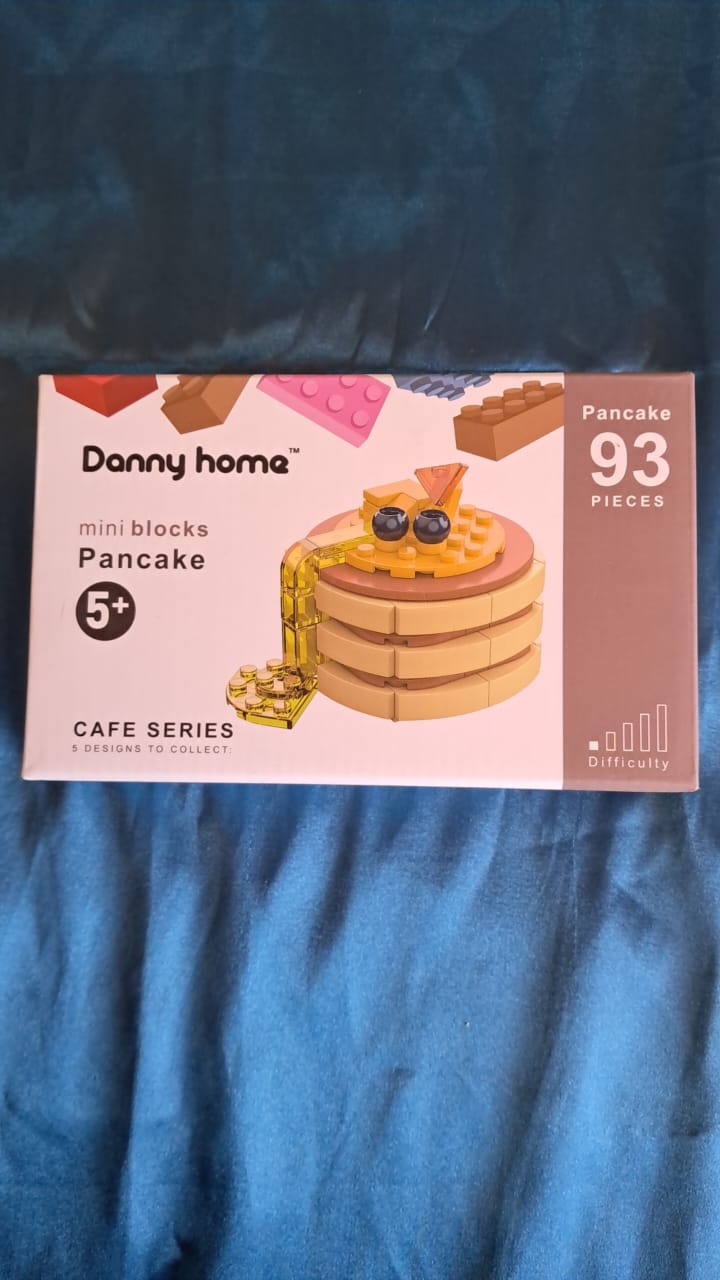 Danny home™
mini blocks
Pancake
5+
CAFE SERIES
5 DESIGNS TO COLLECT:
Pancake
93
PIECES
Difficulty